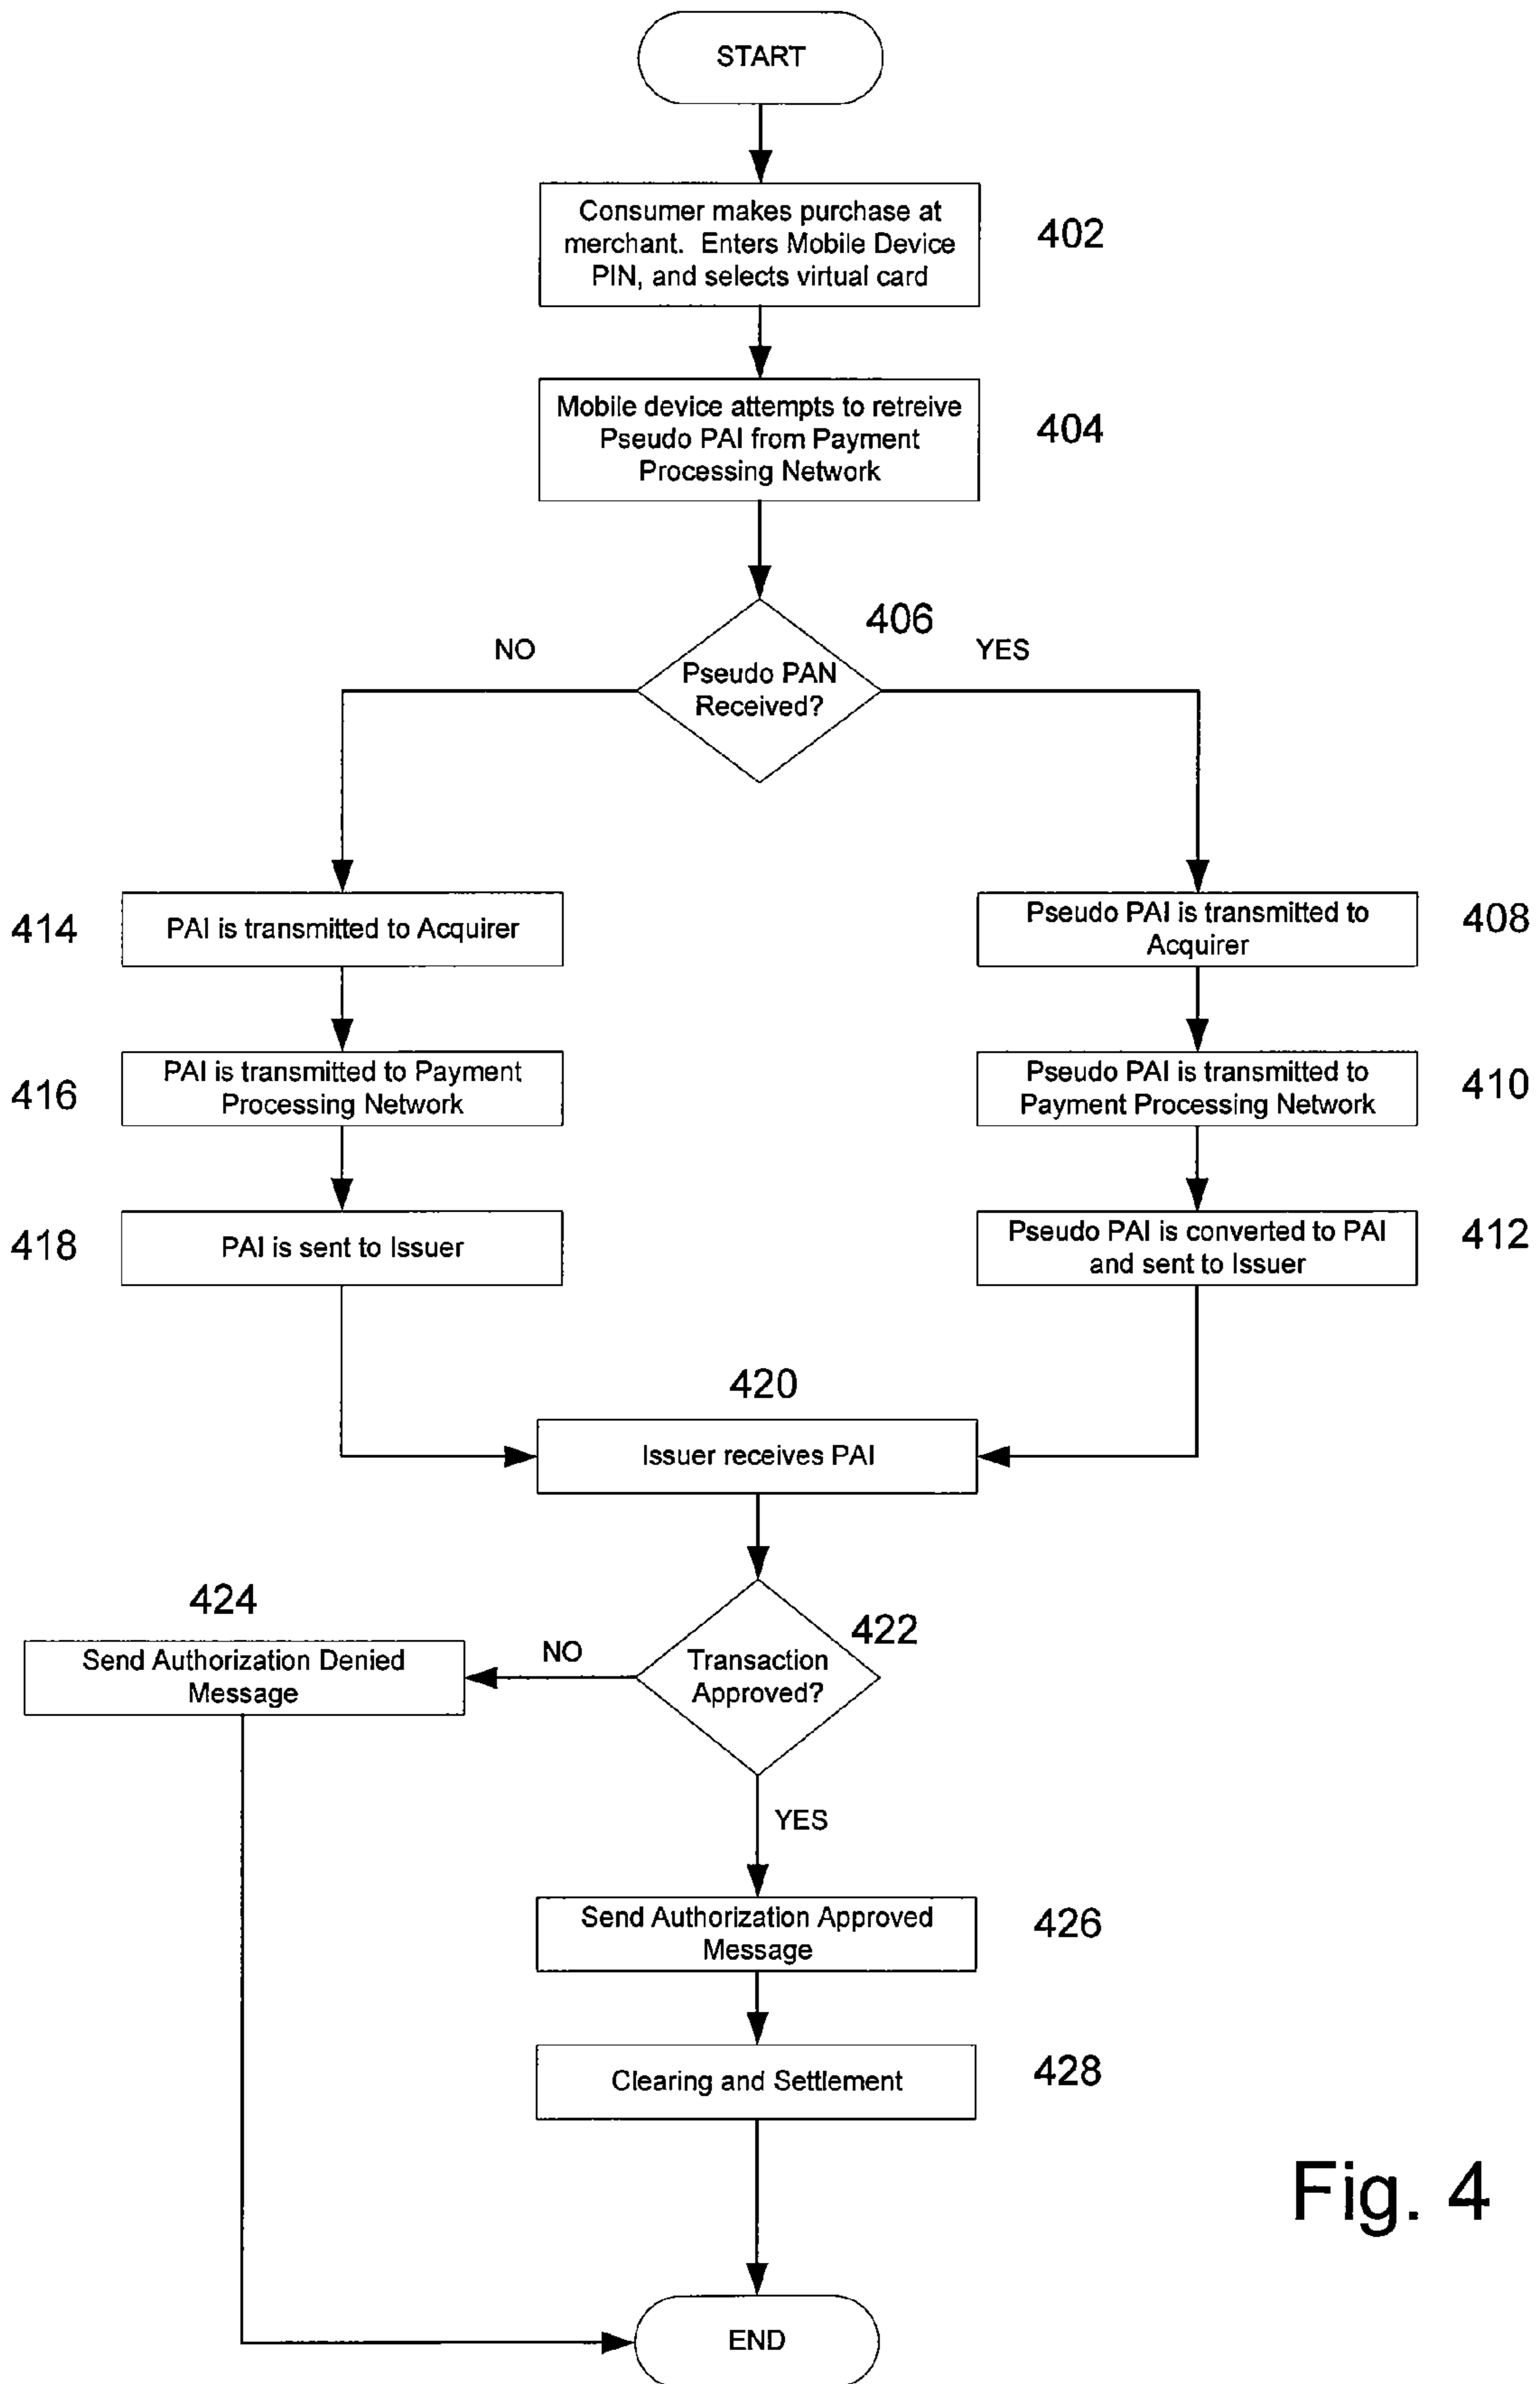 START
Consumer makes purchase at
merchant. Enters Mobile Device
PIN, and selects virtual card
402
Mobile device attempts to retreive
Pseudo PAI from Payment
Processing Network
404
406
NO
YES
Pseudo PAN
Received?
414
PAI is transmitted to Acquirer
Pseudo PAI is transmitted to
Acquirer
408
416
PAI is transmitted to Payment
Processing Network
Pseudo PAI is transmitted to
Payment Processing Network
410
418
PAI is sent to Issuer
Pseudo PAI is converted to PAI
and sent to Issuer
412
420
Issuer receives PAI
424
Send Authorization Denied
Message
NO
422
Transaction
Approved?
YES
Send Authorization Approved
Message
426
Clearing and Settlement
428
Fig. 4
END